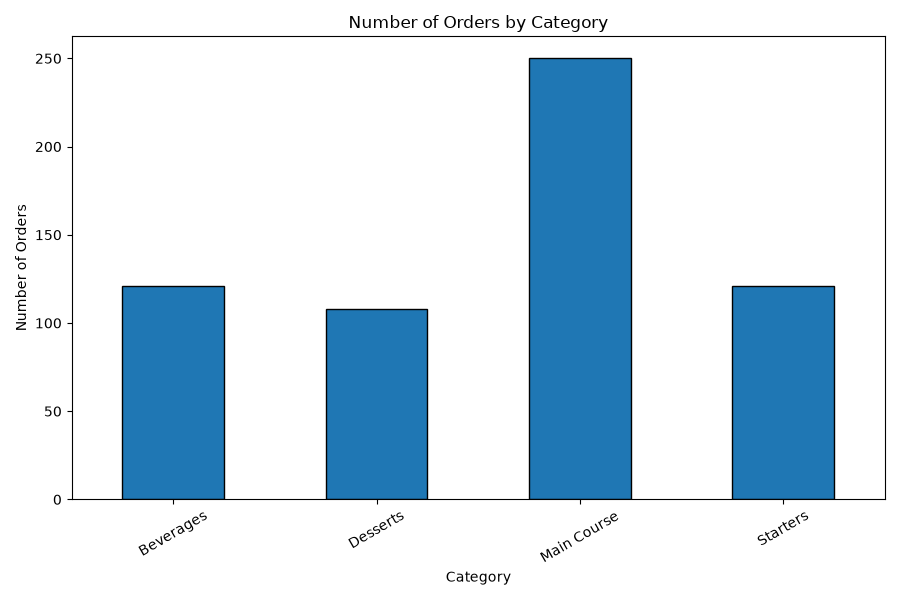 Number of Orders by Category
Number of Orders
250
200
150
100
50
0
Beverages
Desserts
Main Course
Starters
Category